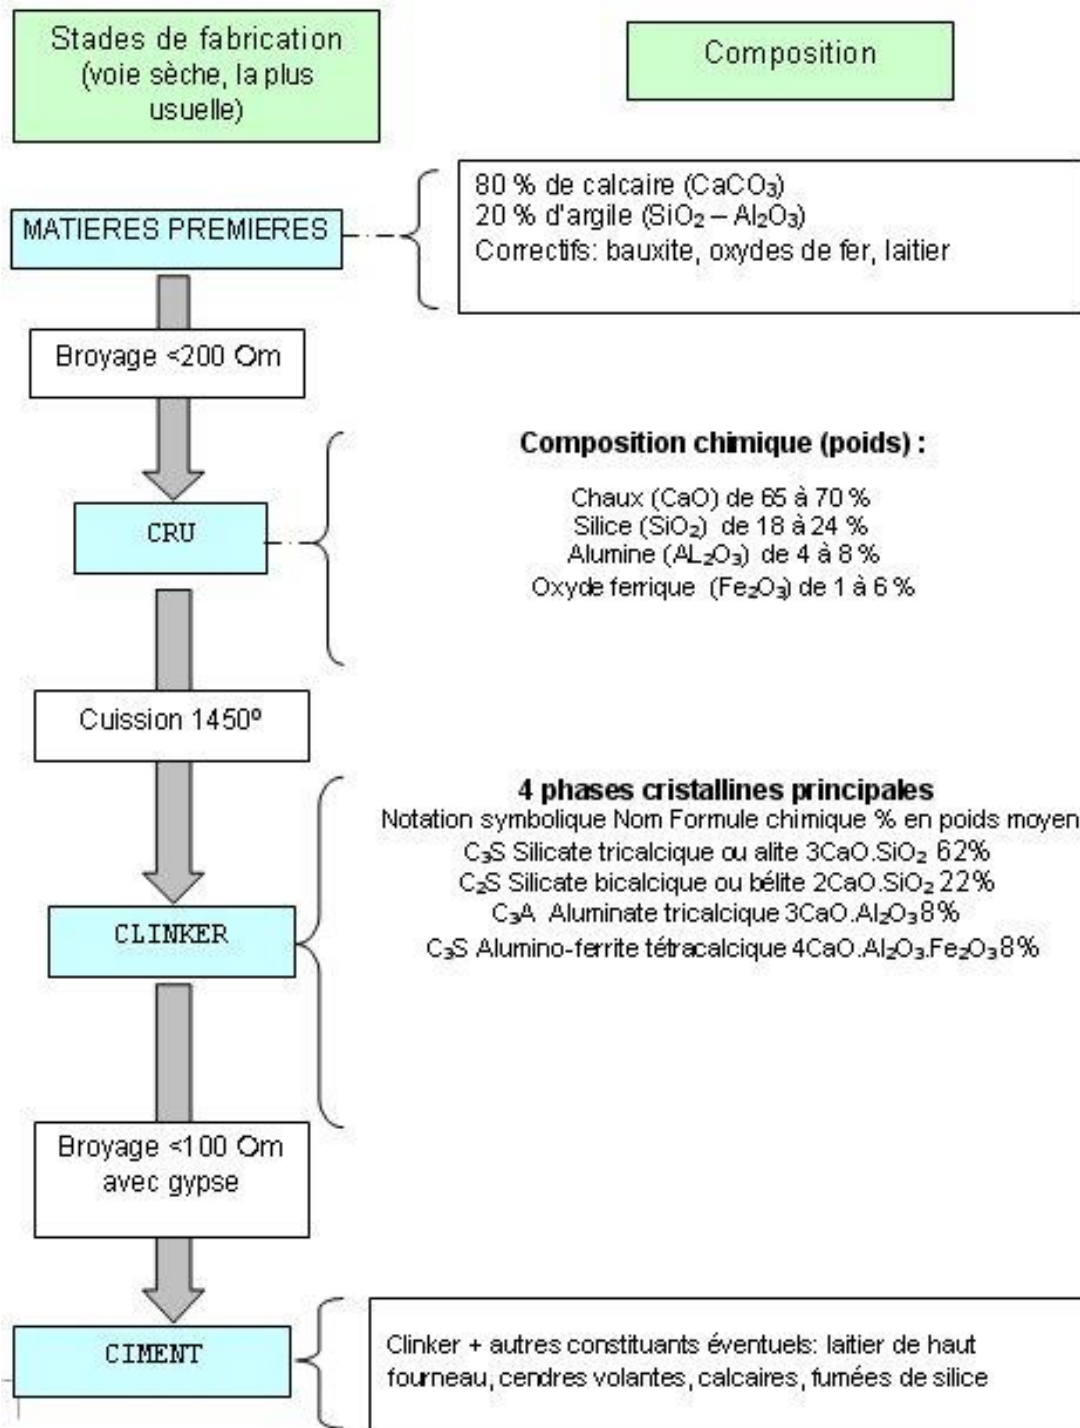 Stades de fabrication
(voie sèche, la plus
usuelle)
Composition
MATIERES PREMIERES
80 % de calcaire (CaCO₃)
20 % d'argile (SiO₂ – Al₂O₃)
Correctifs: bauxite, oxydes de fer, laitier
Broyage <200 Om
CRU
Composition chimique (poids) :
Chaux (CaO) de 65 à 70 %
Silice (SiO₂) de 18 à 24 %
Alumine (AL₂O₃) de 4 à 8 %
Oxyde ferrique (Fe₂O₃) de 1 à 6 %
Cuission 1450º
CLINKER
4 phases cristallines principales
Notation symbolique Nom Formule chimique % en poids moyen
C₃S Silicate tricalcique ou alite 3CaO.SiO₂ 62%
C₂S Silicate bicalcique ou bélite 2CaO.SiO₂ 22%
C₃A Aluminate tricalcique 3CaO.Al₂O₃ 8%
C₃S Alumino-ferrite tétracalcique 4CaO.Al₂O₃.Fe₂O₃ 8%
Broyage <100 Om
avec gypse
CIMENT
Clinker + autres constituants éventuels: laitier de haut
fourneau, cendres volantes, calcaires, fumées de silice